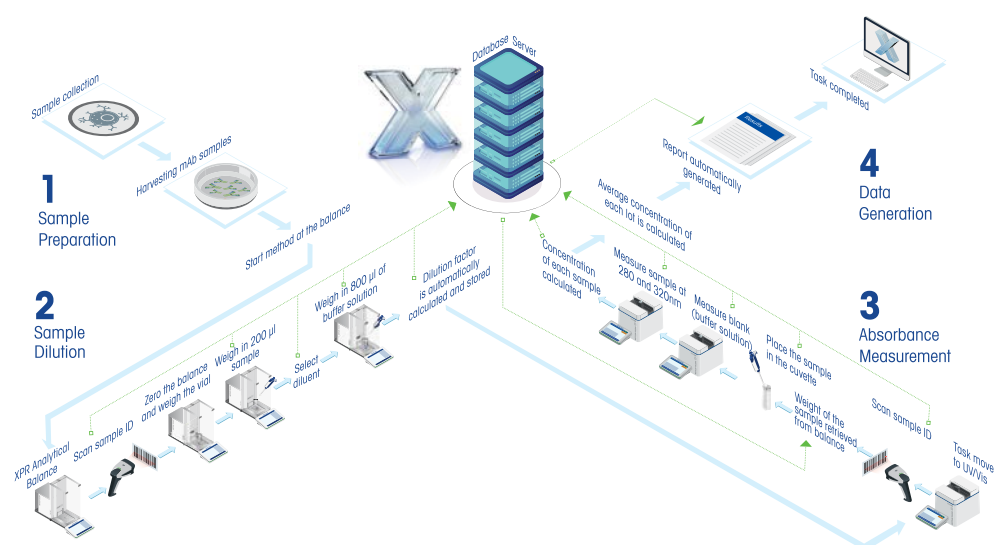 Sample collection
Harvesting mAb samples
1
Sample
Preparation
Start method at the balance
2
Sample
Dilution
XPR Analytical
Balance
Scan sample ID
Zero the balance
and weigh the vial
Weigh in 200 µl
sample
Select
diluent
Weigh in 800 µl of
buffer solution
Dilution factor
is automatically
calculated and stored
Database Server
X
3
Absorbance
Measurement
Task move
to UV/Vis
Scan sample ID
Weight of the
sample retrieved
from balance
Place the sample
in the cuvette
Measure blank
(buffer solution)
Measure sample at
280 and 320nm
Concentration
of each sample
calculated
Average concentration of
each lot is calculated
4
Data
Generation
Report automatically
generated
Results
Task completed
X